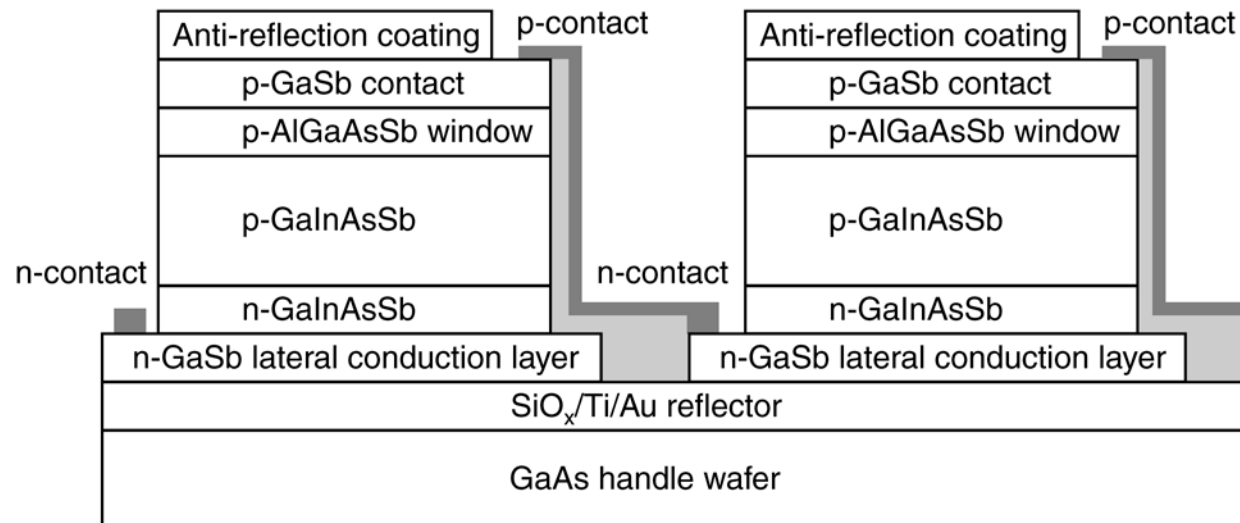 p-contact
p-contact
Anti-reflection coating
Anti-reflection coating
p-GaSb contact
p-GaSb contact
p-AlGaAsSb window
p-AlGaAsSb window
p-GaInAsSb
p-GaInAsSb
n-contact
n-contact
n-GaInAsSb
n-GaInAsSb
n-GaSb lateral conduction layer
n-GaSb lateral conduction layer
SiOₓ/Ti/Au reflector
GaAs handle wafer